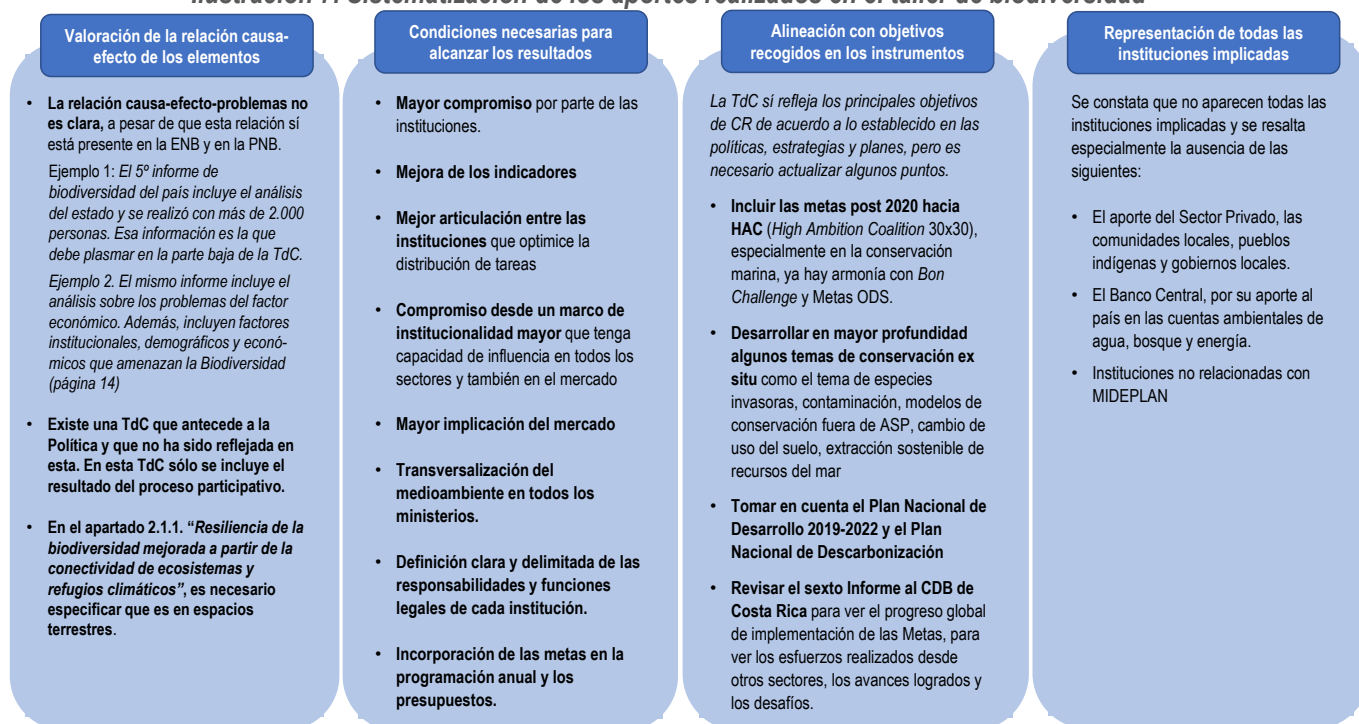 Ilustración 7. Sistematización de los aportes realizados en el taller de biodiversidad
Valoración de la relación causa-
efecto de los elementos
• La relación causa-efecto-problemas no
es clara, a pesar de que esta relación sí
está presente en la ENB y en la PNB.
Ejemplo 1: El 5º informe de
biodiversidad del país incluye el análisis
del estado y se realizó con más de 2.000
personas. Esa información es la que
debe plasmar en la parte baja de la TdC.
Ejemplo 2. El mismo informe incluye el
análisis sobre los problemas del factor
económico. Además, incluyen factores
institucionales, demográficos y econó-
micos que amenazan la Biodiversidad
(página 14)
• Existe una TdC que antecede a la
Política y que no ha sido reflejada en
esta. En esta TdC sólo se incluye el
resultado del proceso participativo.
• En el apartado 2.1.1. “Resiliencia de la
biodiversidad mejorada a partir de la
conectividad de ecosistemas y
refugios climáticos”, es necesario
especificar que es en espacios
terrestres.
Condiciones necesarias para
alcanzar los resultados
• Mayor compromiso por parte de las
instituciones.
• Mejora de los indicadores
• Mejor articulación entre las
instituciones que optimice la
distribución de tareas
• Compromiso desde un marco de
institucionalidad mayor que tenga
capacidad de influencia en todos los
sectores y también en el mercado
• Mayor implicación del mercado
• Transversalización del
medioambiente en todos los
ministerios.
• Definición clara y delimitada de las
responsabilidades y funciones
legales de cada institución.
• Incorporación de las metas en la
programación anual y los
presupuestos.
Alineación con objetivos
recogidos en los instrumentos
La TdC sí refleja los principales objetivos
de CR de acuerdo a lo establecido en las
políticas, estrategias y planes, pero es
necesario actualizar algunos puntos.
• Incluir las metas post 2020 hacia
HAC (High Ambition Coalition 30x30),
especialmente en la conservación
marina, ya hay armonía con Bon
Challenge y Metas ODS.
• Desarrollar en mayor profundidad
algunos temas de conservación ex
situ como el tema de especies
invasoras, contaminación, modelos de
conservación fuera de ASP, cambio de
uso del suelo, extracción sostenible de
recursos del mar
• Tomar en cuenta el Plan Nacional de
Desarrollo 2019-2022 y el Plan
Nacional de Descarbonización
• Revisar el sexto Informe al CDB de
Costa Rica para ver el progreso global
de implementación de las Metas, para
ver los esfuerzos realizados desde
otros sectores, los avances logrados y
los desafíos.
Representación de todas las
instituciones implicadas
Se constata que no aparecen todas las
instituciones implicadas y se resalta
especialmente la ausencia de las
siguientes:
• El aporte del Sector Privado, las
comunidades locales, pueblos
indígenas y gobiernos locales.
• El Banco Central, por su aporte al
país en las cuentas ambientales de
agua, bosque y energía.
• Instituciones no relacionadas con
MIDEPLAN